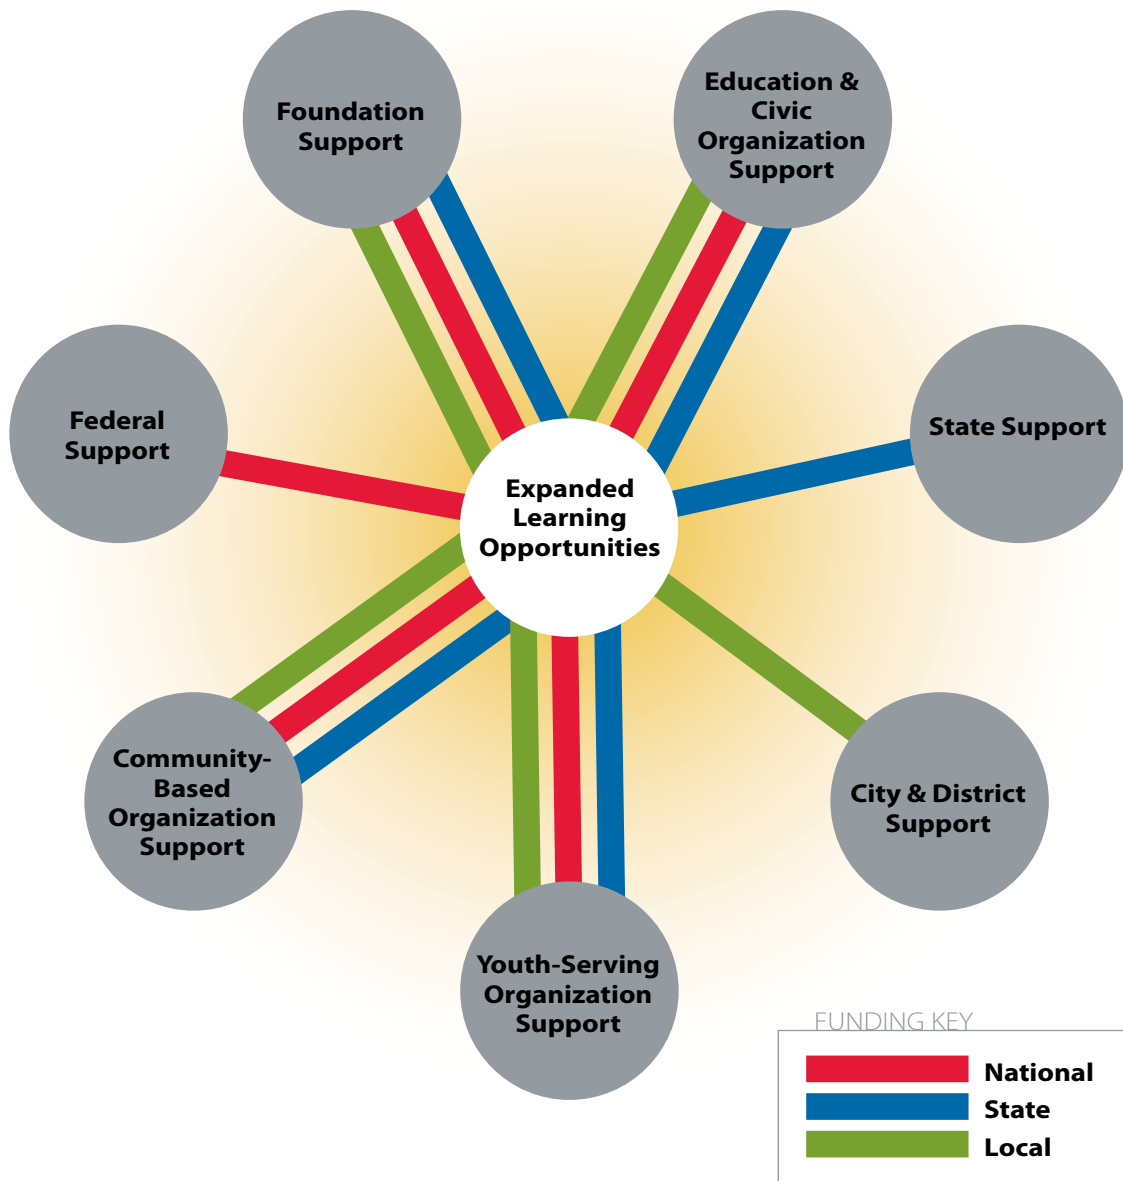 Foundation
Support
Education &
Civic
Organization
Support
Federal
Support
State Support
Expanded
Learning
Opportunities
Community-
Based
Organization
Support
City & District
Support
Youth-Serving
Organization
Support
FUNDING KEY
National
State
Local